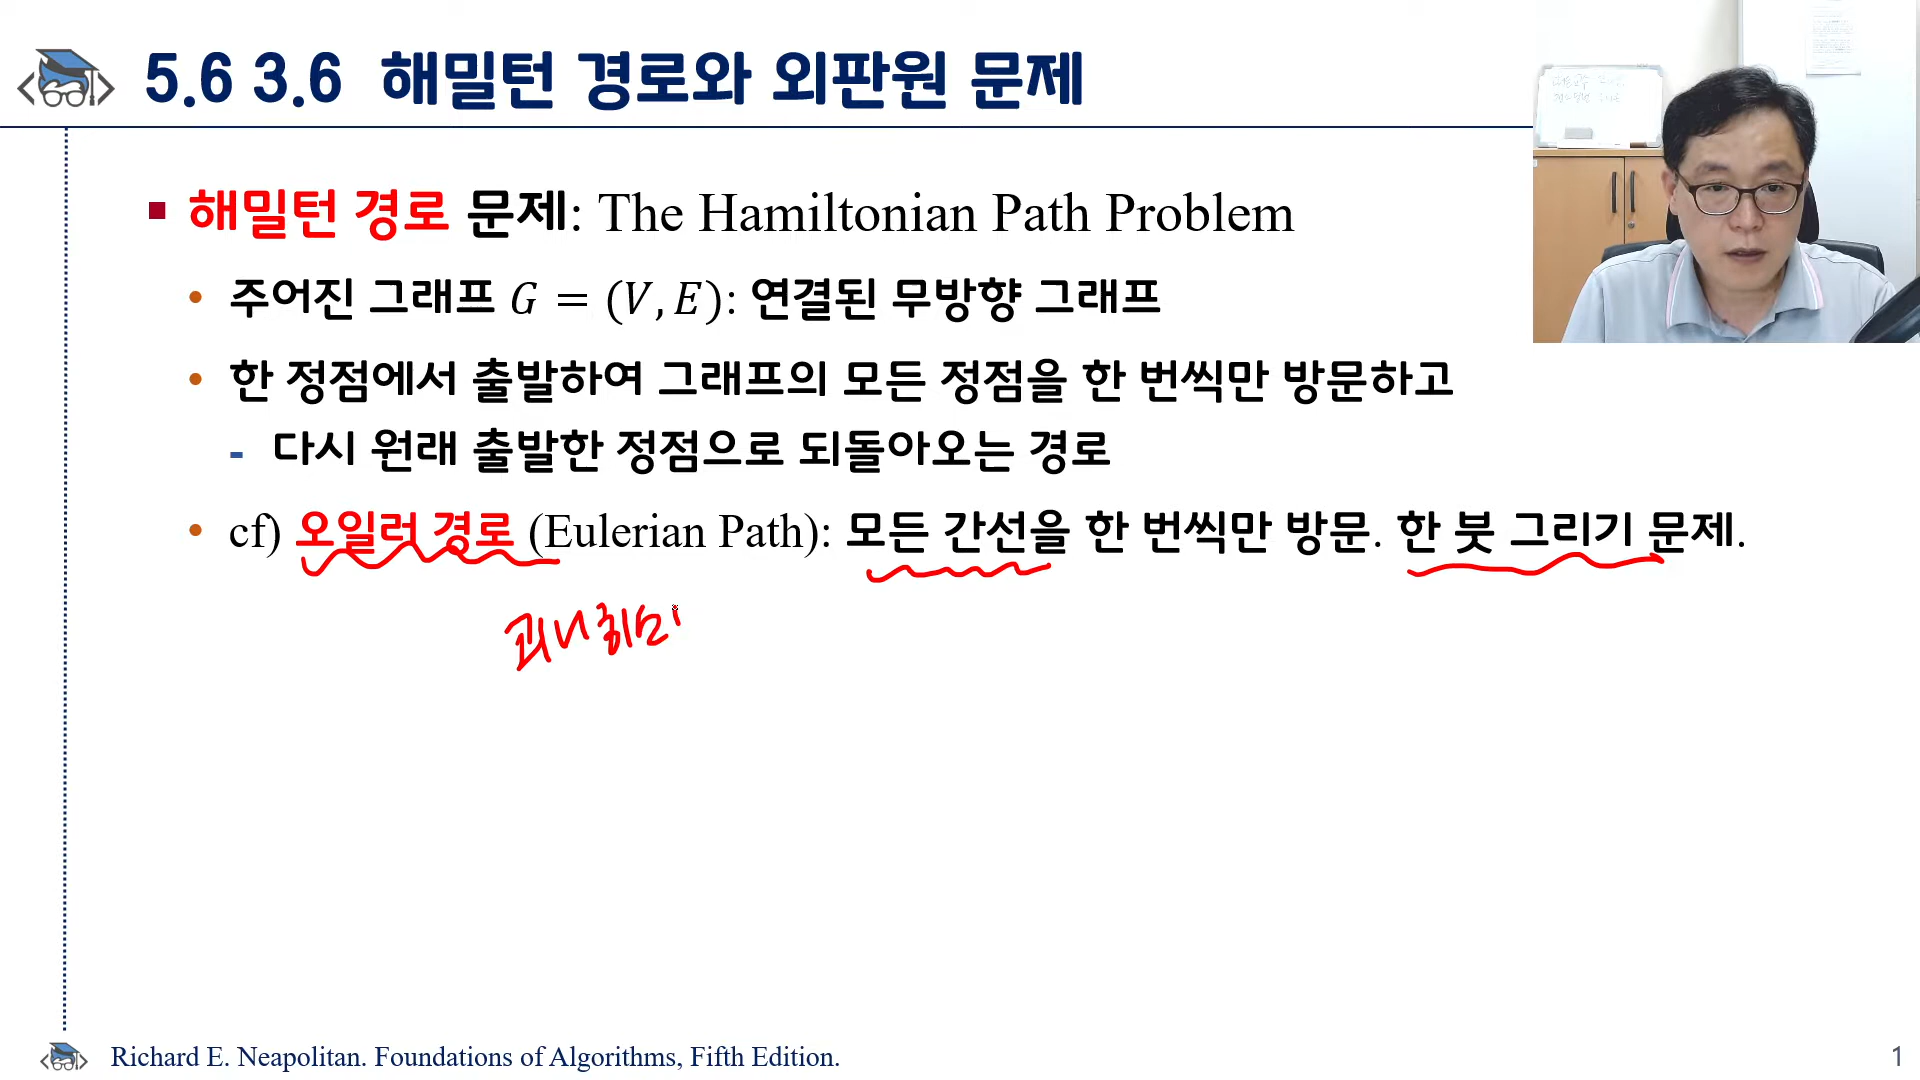 5.6 3.6 해밀턴 경로와 외판원 문제
해밀턴 경로 문제: The Hamiltonian Path Problem
주어진 그래프 G = (V, E): 연결된 무방향 그래프
한 정점에서 출발하여 그래프의 모든 정점을 한 번씩만 방문하고
- 다시 원래 출발한 정점으로 되돌아오는 경로
cf) 오일러 경로 (Eulerian Path): 모든 간선을 한 번씩만 방문. 한 붓 그리기 문제.
Richard E. Neapolitan. Foundations of Algorithms, Fifth Edition.
1